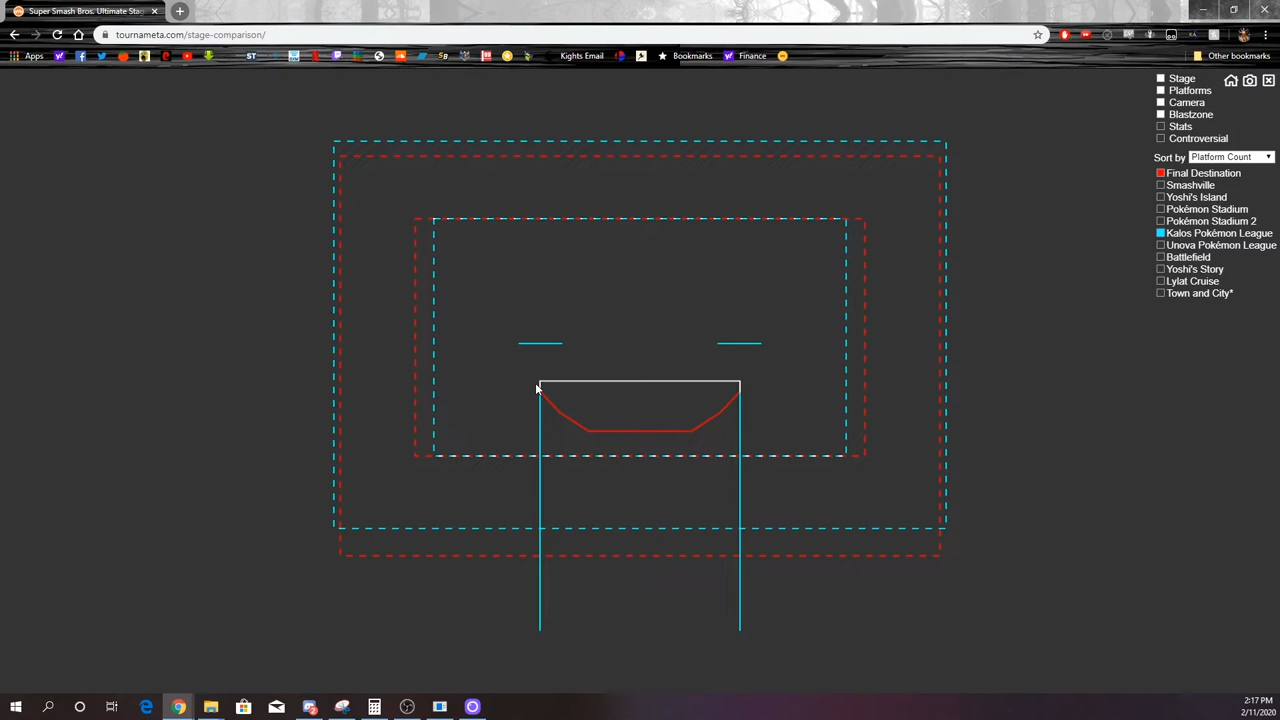 Super Smash Bros. Ultimate Stag
tournameta.com/stage-comparison/
Apps
ST
5B
Kights Email
Bookmarks
Finance
Other bookmarks
Stage
Platforms
Camera
Blastzone
Stats
Controversial
Sort by Platform Count
Final Destination
Smashville
Yoshi's Island
Pokémon Stadium
Pokémon Stadium 2
Kalos Pokémon League
Unova Pokémon League
Battlefield
Yoshi's Story
Lylat Cruise
Town and City*
2:17 PM
2/11/2020